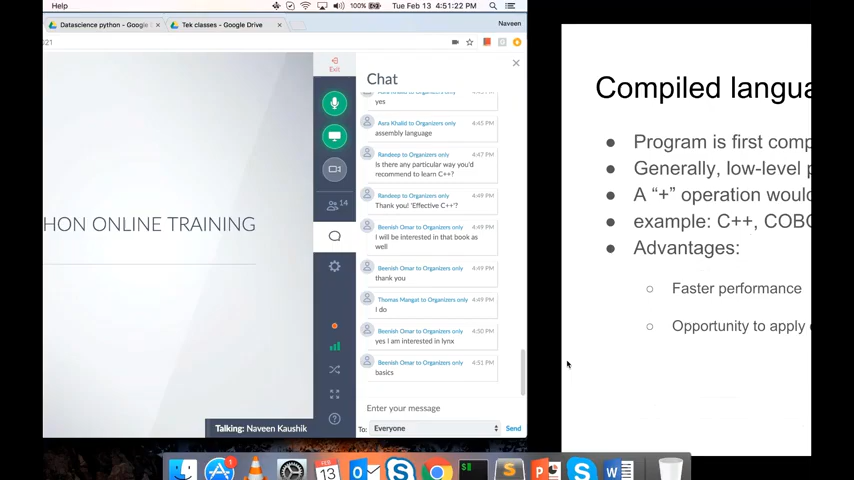 Help
100%
Tue Feb 13 4:51:22 PM
Naveen
Datascience python - Google
Tek classes - Google Drive
021
Exit
Chat
yes
Asra Khalid to Organizers only
4:45 PM
assembly language
Randeep to Organizers only
4:47 PM
Is there any particular way you'd
recommend to learn C++?
Randeep to Organizers only
4:49 PM
Thank you! 'Effective C++'?
Beenish Omar to Organizers only
4:49 PM
I will be interested in that book as
well
Beenish Omar to Organizers only
4:49 PM
thank you
Thomas Mangat to Organizers only
4:49 PM
I do
Beenish Omar to Organizers only
4:50 PM
yes I am interested in lynx
Beenish Omar to Organizers only
4:51 PM
basics
Enter your message
To:
Everyone
Send
14
HON ONLINE TRAINING
Talking: Naveen Kaushik
Compiled langua
Program is first comp
Generally, low-level p
A “+” operation would
example: C++, COBO
Advantages:
Faster performance
Opportunity to apply
1
FEB
13